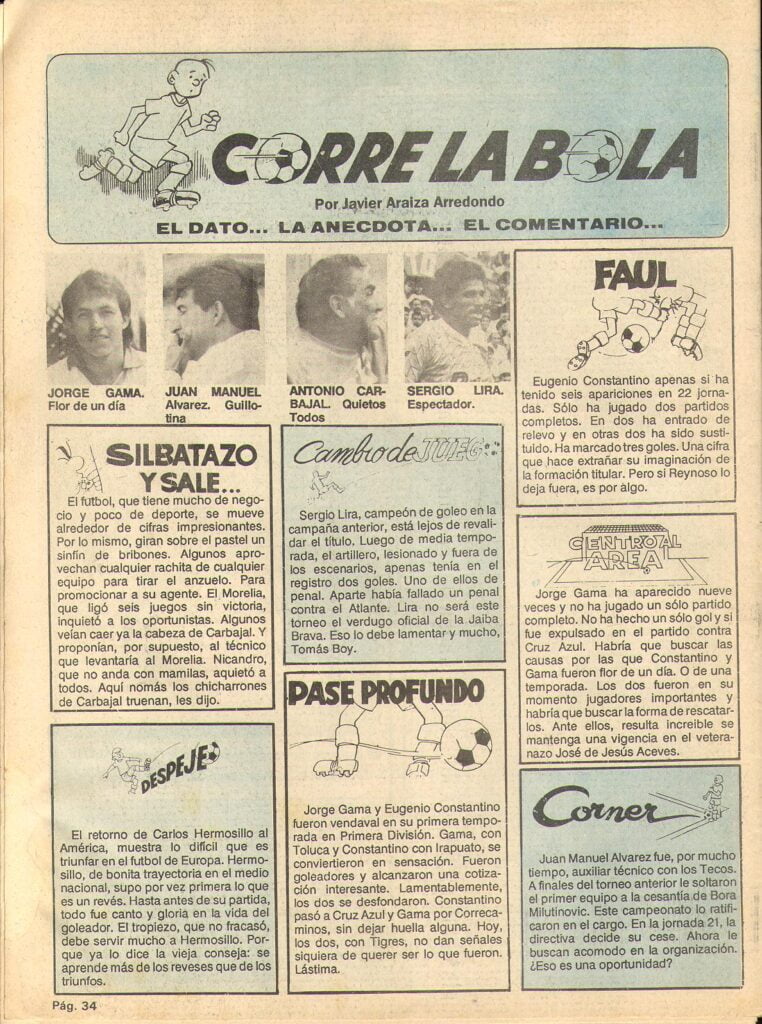 CORRE LA BOLA
Por Javier Araiza Arredondo
EL DATO... LA ANECDOTA... EL COMENTARIO...
JORGE GAMA.
Flor de un día
JUAN MANUEL
Alvarez. Guillo-
tina
ANTONIO CAR-
BAJAL. Quietos
Todos
SERGIO LIRA.
Espectador.
SILBATAZO
Y SALE...
El futbol, que tiene mucho de nego-
cio y poco de deporte, se mueve
alrededor de cifras impresionantes.
Por lo mismo, giran sobre el pastel un
sinfín de bribones. Algunos apro-
vechan cualquier rachita de cualquier
equipo para tirar el anzuelo. Para
promocionar a su agente. El Morelia,
que ligó seis juegos sin victoria,
inquietó a los oportunistas. Algunos
veían caer ya la cabeza de Carbajal. Y
proponían, por supuesto, al técnico
que levantaría al Morelia. Nicandro,
que no anda con mamilas, aquietó a
todos. Aquí nomás los chicharrones
de Carbajal truenan, les dijo.
DESPEJE
El retorno de Carlos Hermosillo al
América, muestra lo difícil que es
triunfar en el futbol de Europa. Hermo-
sillo, de bonita trayectoria en el medio
nacional, supo por vez primera lo que
es un revés. Hasta antes de su partida,
todo fue canto y gloria en la vida del
goleador. El tropiezo, que no fracasó,
debe servir mucho a Hermosillo. Por-
que ya lo dice la vieja conseja: se
aprende más de los reveses que de los
triunfos.
Cambio de JUEGO
Sergio Lira, campeón de goleo en la
campaña anterior, está lejos de revali-
dar el título. Luego de media tempo-
rada, el artillero, lesionado y fuera de
los escenarios, apenas tenía en el
registro dos goles. Uno de ellos de
penal. Aparte había fallado un penal
contra el Atlante. Lira no será este
torneo el verdugo oficial de la Jaiba
Brava. Eso lo debe lamentar y mucho,
Tomás Boy.
PASE PROFUNDO
Jorge Gama y Eugenio Constantino
fueron vendaval en su primera tempo-
rada en Primera División. Gama, con
Toluca y Constantino con Irapuato, se
convirtieron en sensación. Fueron
goleadores y alcanzaron una cotiza-
ción interesante. Lamentablemente,
los dos se desfondaron. Constantino
pasó a Cruz Azul y Gama por Correca-
minos, sin dejar huella alguna. Hoy,
los dos, con Tigres, no dan señales
siquiera de querer ser lo que fueron.
Lástima.
FAUL
Eugenio Constantino apenas si ha
tenido seis apariciones en 22 jorna-
das. Sólo ha jugado dos partidos
completos. En dos ha entrado de
relevo y en otras dos ha sido susti-
tuido. Ha marcado tres goles. Una cifra
que hace extrañar su imaginación de
la formación titular. Pero si Reynoso lo
deja fuera, es por algo.
CENTRO AL
AREA
Jorge Gama ha aparecido nueve
veces y no ha jugado un sólo partido
completo. No ha hecho un sólo gol y si
fue expulsado en el partido contra
Cruz Azul. Habría que buscar las
causas por las que Constantino y
Gama fueron flor de un día. O de una
temporada. Los dos fueron en su
momento jugadores importantes y
habría que buscar la forma de rescatar-
los. Ante ellos, resulta increible se
mantenga una vigencia en el vetera-
nazo José de Jesús Aceves.
Corner
Juan Manuel Alvarez fue, por mucho
tiempo, auxiliar técnico con los Tecos.
A finales del torneo anterior le soltaron
el primer equipo a la cesantía de Bora
Milutinovic. Este campeonato lo ratifi-
caron en el cargo. En la jornada 21, la
directiva decide su cese. Ahora le
buscan acomodo en la organización.
¿Eso es una oportunidad?
Pág. 34